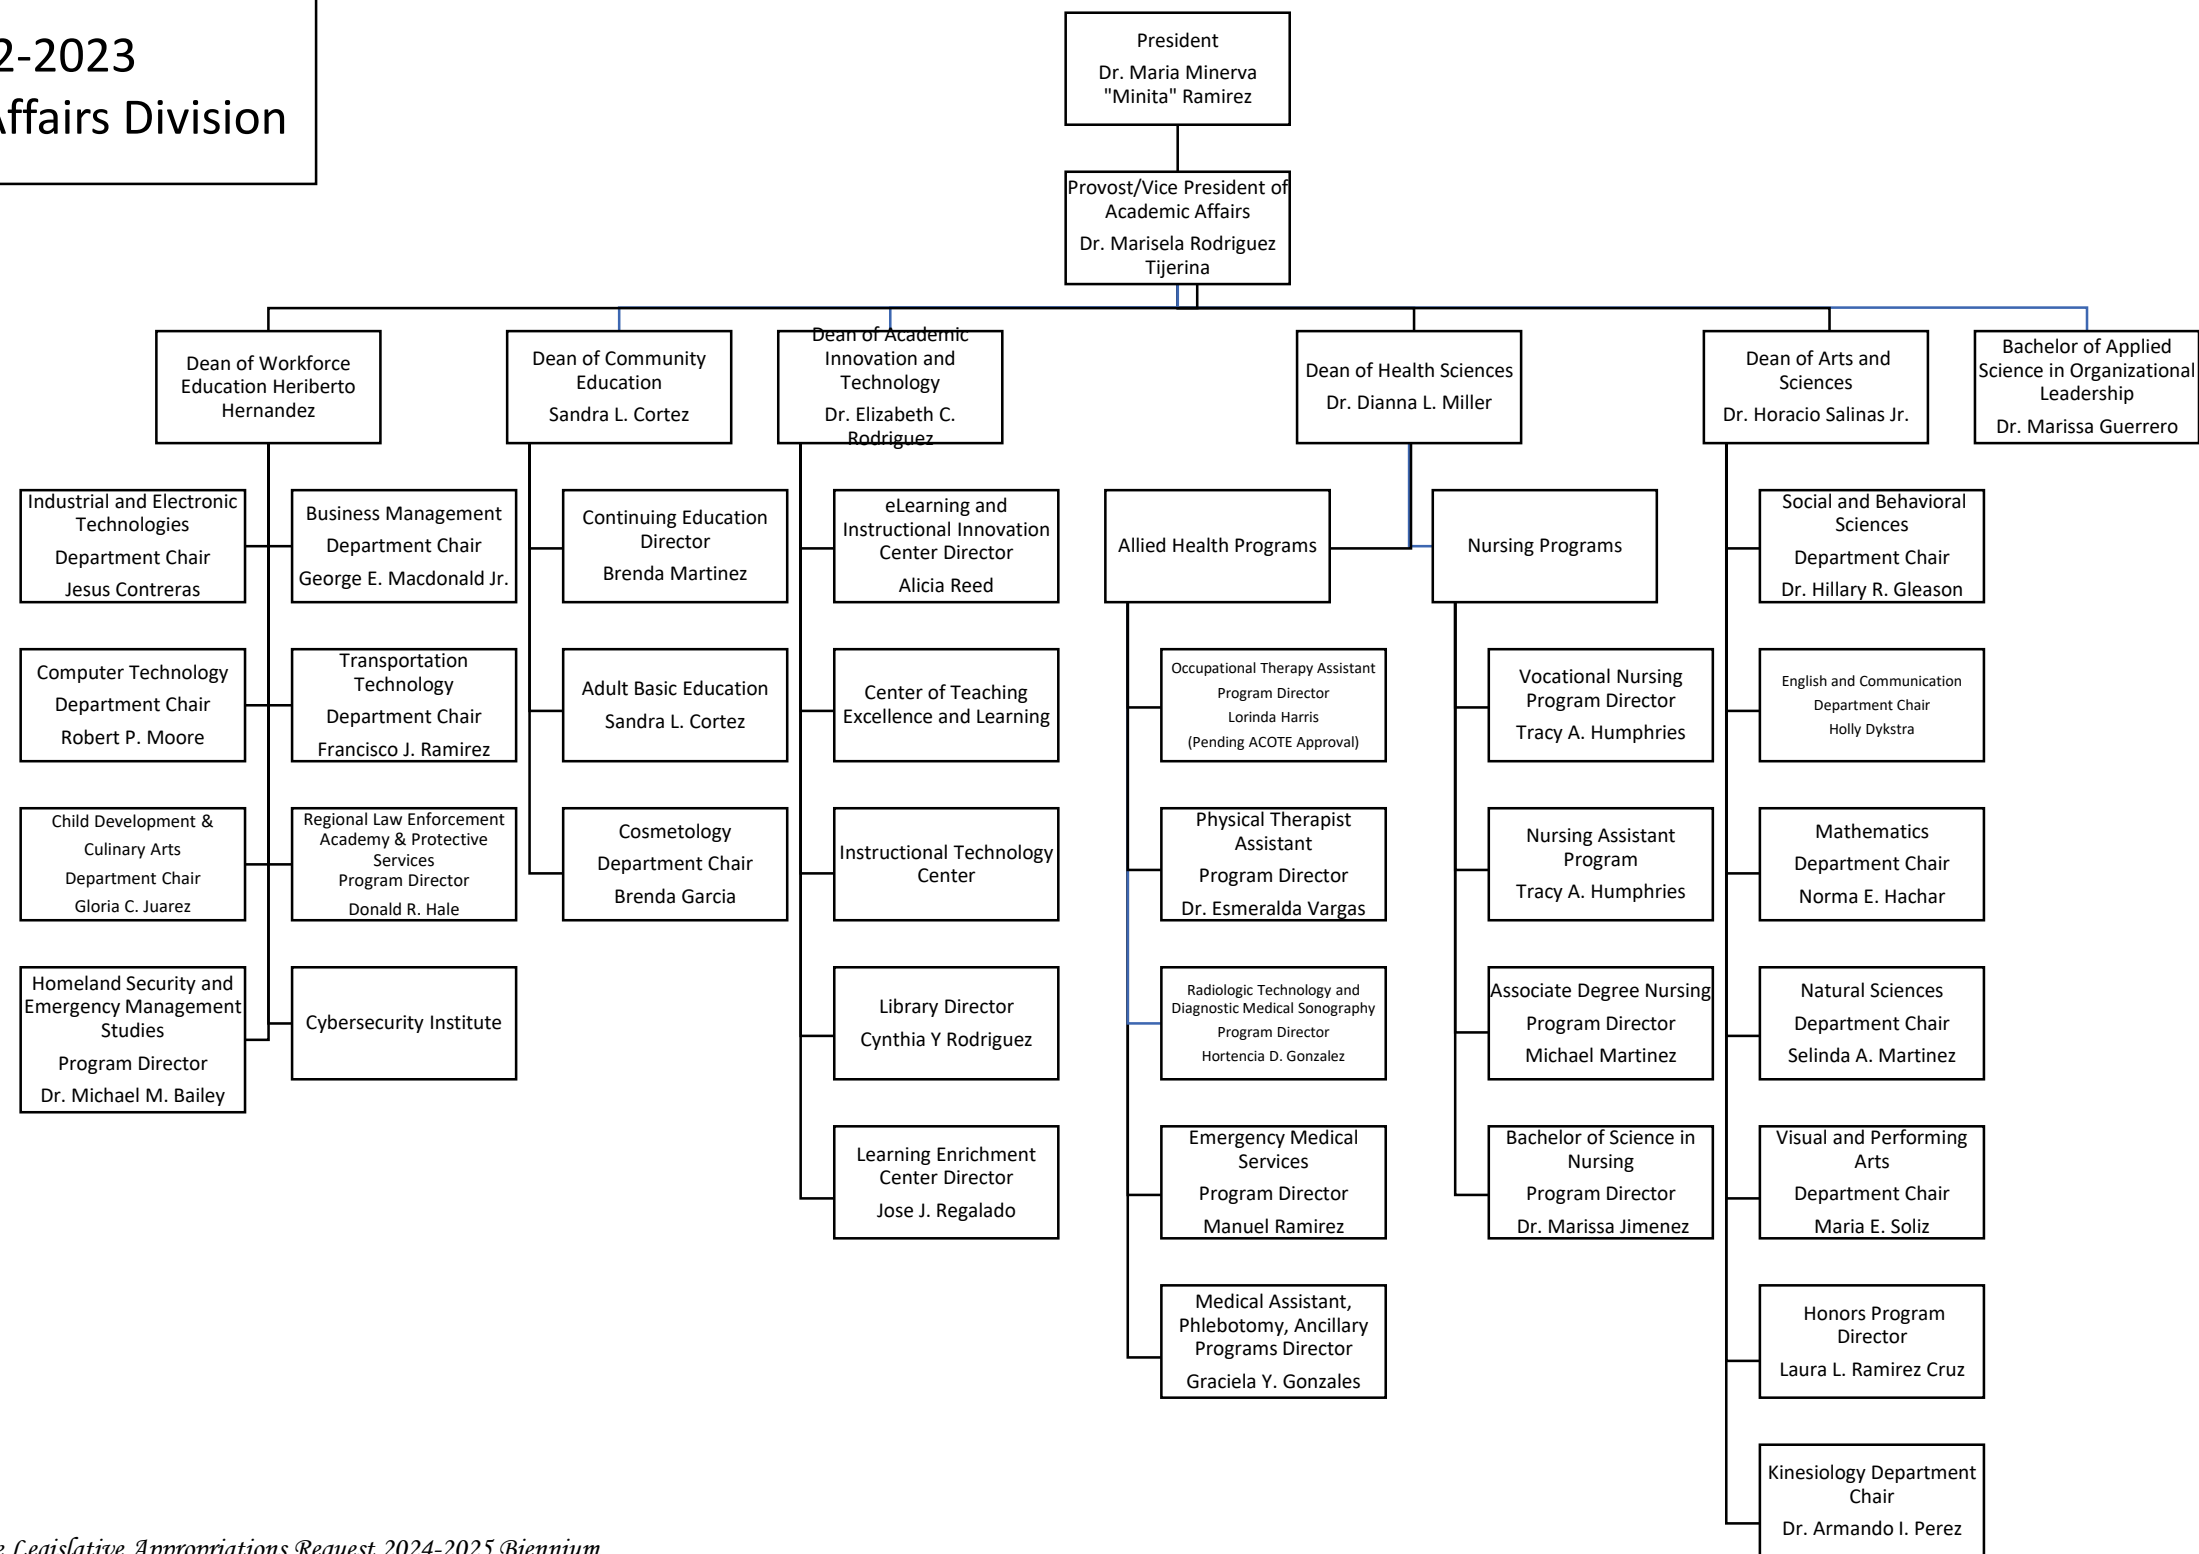 2-2023
Affairs Division
President
Dr. Maria Minerva
"Minita" Ramirez
Provost/Vice President of
Academic Affairs
Dr. Marisela Rodriguez
Tijerina
Dean of Workforce
Education Heriberto
Hernandez
Dean of Community
Education
Sandra L. Cortez
Dean of Academic
Innovation and
Technology
Dr. Elizabeth C.
Rodriguez
Dean of Health Sciences
Dr. Dianna L. Miller
Dean of Arts and
Sciences
Dr. Horacio Salinas Jr.
Bachelor of Applied
Science in Organizational
Leadership
Dr. Marissa Guerrero
Industrial and Electronic
Technologies
Department Chair
Jesus Contreras
Business Management
Department Chair
George E. Macdonald Jr.
Continuing Education
Director
Brenda Martinez
eLearning and
Instructional Innovation
Center Director
Alicia Reed
Allied Health Programs
Nursing Programs
Social and Behavioral
Sciences
Department Chair
Dr. Hillary R. Gleason
Computer Technology
Department Chair
Robert P. Moore
Transportation
Technology
Department Chair
Francisco J. Ramirez
Adult Basic Education
Sandra L. Cortez
Center of Teaching
Excellence and Learning
Occupational Therapy Assistant
Program Director
Lorinda Harris
(Pending ACOTE Approval)
Vocational Nursing
Program Director
Tracy A. Humphries
English and Communication
Department Chair
Holly Dykstra
Child Development &
Culinary Arts
Department Chair
Gloria C. Juarez
Regional Law Enforcement
Academy & Protective
Services
Program Director
Donald R. Hale
Cosmetology
Department Chair
Brenda Garcia
Instructional Technology
Center
Physical Therapist
Assistant
Program Director
Dr. Esmeralda Vargas
Nursing Assistant
Program
Tracy A. Humphries
Mathematics
Department Chair
Norma E. Hachar
Homeland Security and
Emergency Management
Studies
Program Director
Dr. Michael M. Bailey
Cybersecurity Institute
Library Director
Cynthia Y Rodriguez
Radiologic Technology and
Diagnostic Medical Sonography
Program Director
Hortencia D. Gonzalez
Associate Degree Nursing
Program Director
Michael Martinez
Natural Sciences
Department Chair
Selinda A. Martinez
Learning Enrichment
Center Director
Jose J. Regalado
Emergency Medical
Services
Program Director
Manuel Ramirez
Bachelor of Science in
Nursing
Program Director
Dr. Marissa Jimenez
Visual and Performing
Arts
Department Chair
Maria E. Soliz
Medical Assistant,
Phlebotomy, Ancillary
Programs Director
Graciela Y. Gonzales
Honors Program
Director
Laura L. Ramirez Cruz
Kinesiology Department
Chair
Dr. Armando I. Perez
e Legislative Appropriations Request 2024-2025 Biennium